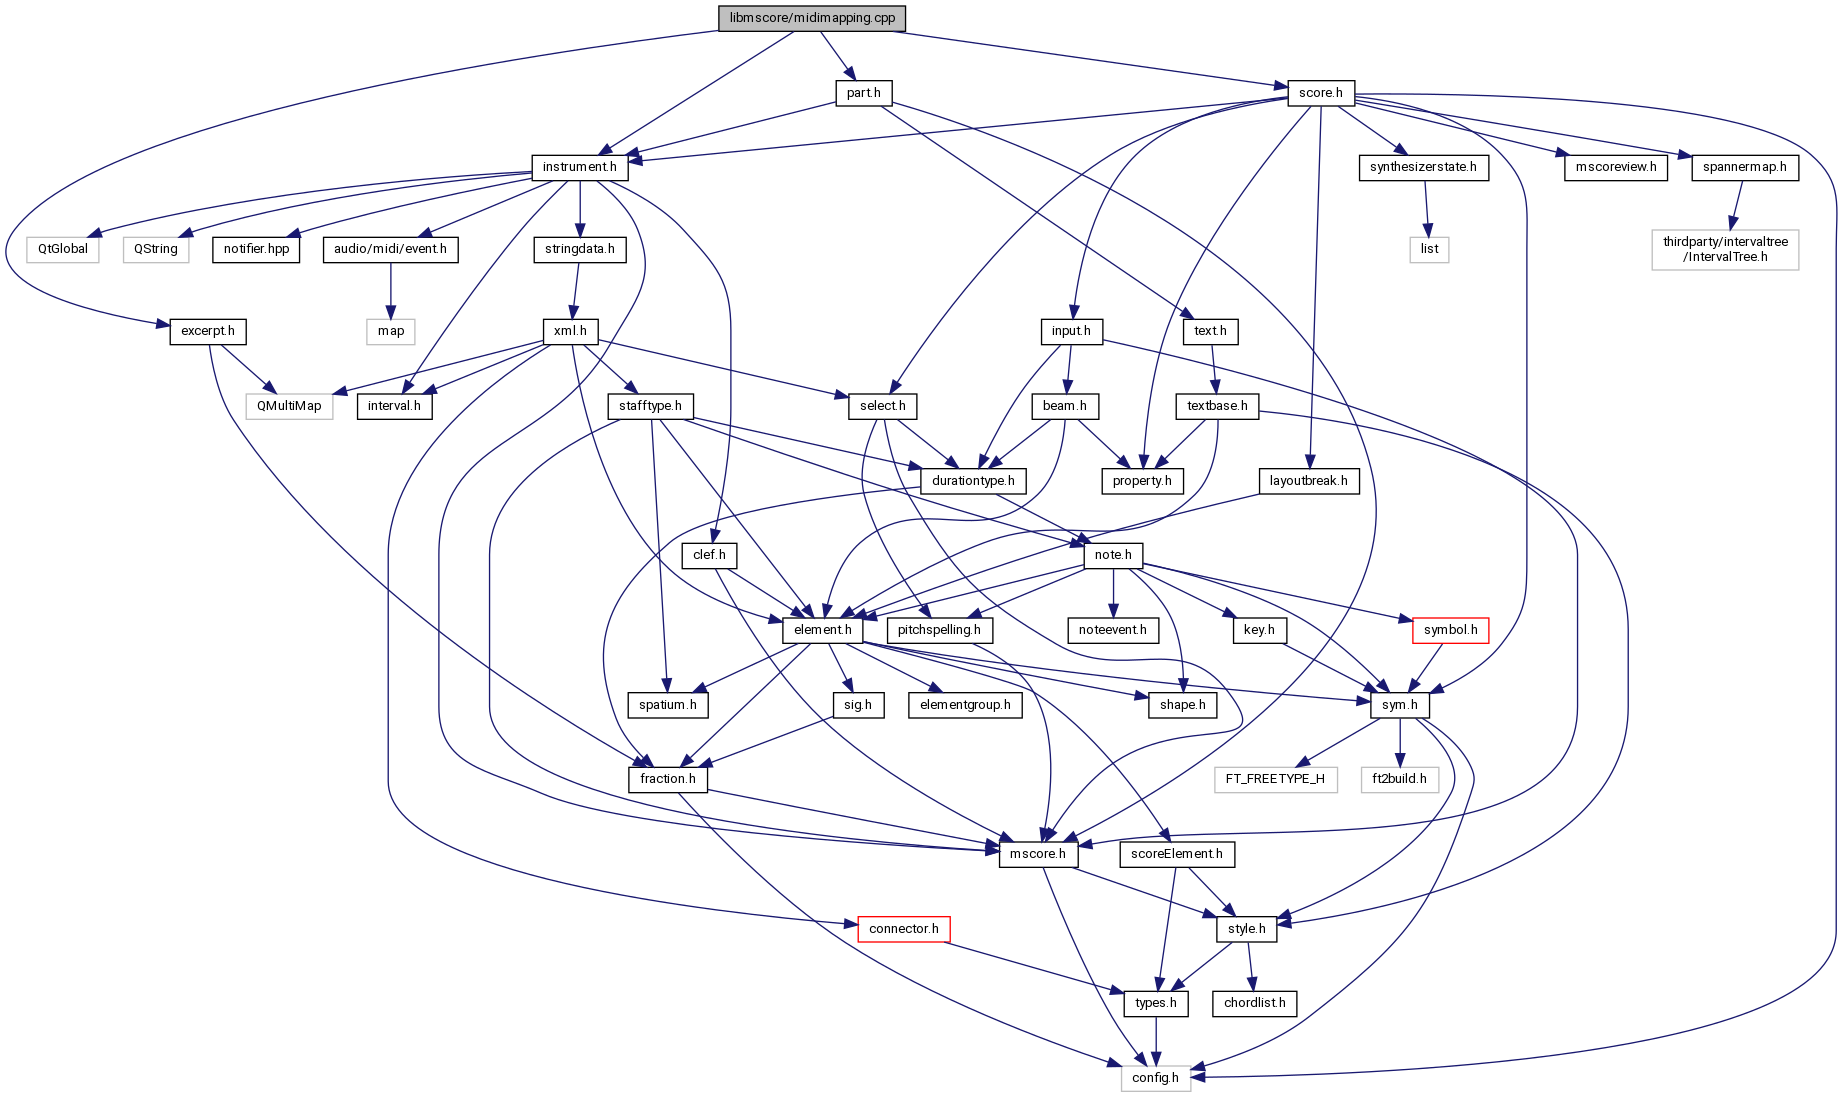 libmscore/midimapping.cpp
part.h
score.h
instrument.h
synthesizerstate.h
mscoreview.h
spannermap.h
QtGlobal
QString
notifier.hpp
audio/midi/event.h
stringdata.h
list
thirdparty/intervaltree
/IntervalTree.h
excerpt.h
map
xml.h
input.h
text.h
QMultiMap
interval.h
stafftype.h
select.h
beam.h
textbase.h
durationtype.h
property.h
layoutbreak.h
clef.h
note.h
element.h
pitchspelling.h
noteevent.h
key.h
symbol.h
spatium.h
sig.h
elementgroup.h
shape.h
sym.h
fraction.h
FT_FREETYPE_H
ft2build.h
mscore.h
scoreElement.h
connector.h
style.h
types.h
chordlist.h
config.h